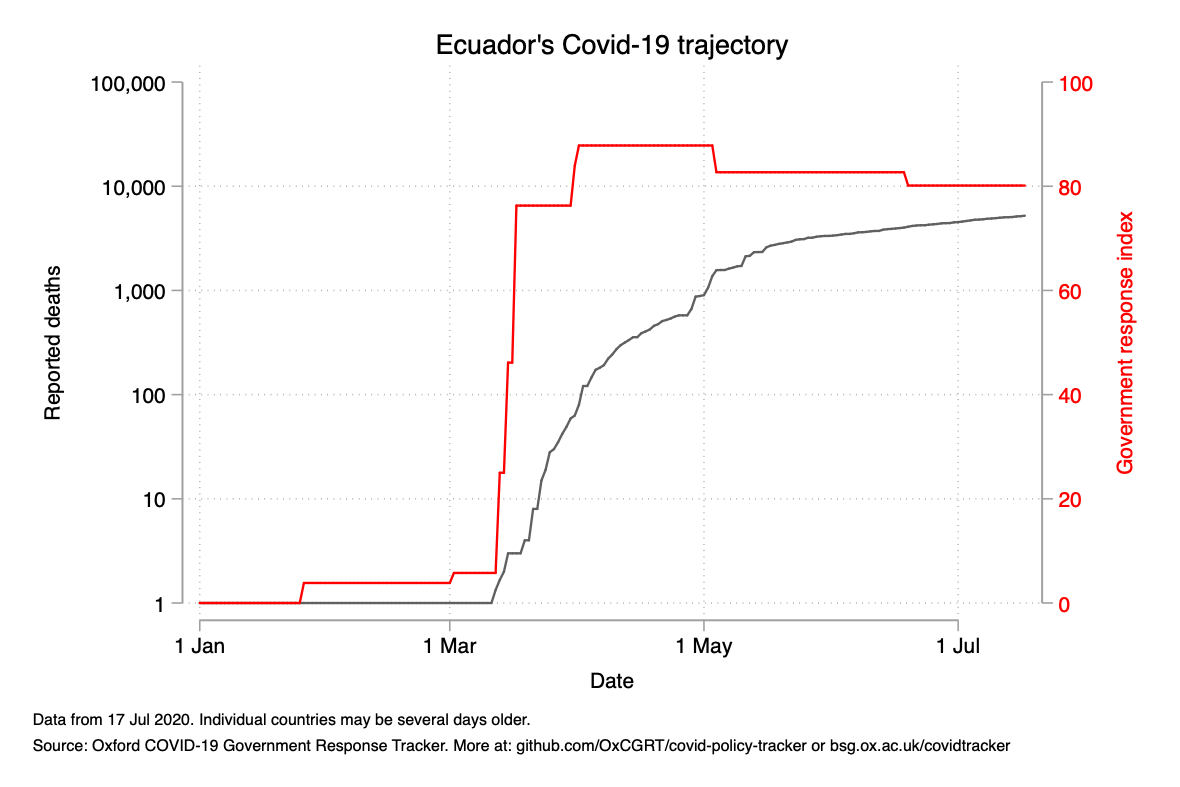 Ecuador's Covid-19 trajectory
100,000
10,000
1,000
100
10
1
Reported deaths
100
80
60
40
20
0
Government response index
1 Jan
1 Mar
1 May
1 Jul
Date
Data from 17 Jul 2020. Individual countries may be several days older.
Source: Oxford COVID-19 Government Response Tracker. More at: github.com/OxCGRT/covid-policy-tracker or bsg.ox.ac.uk/covidtracker